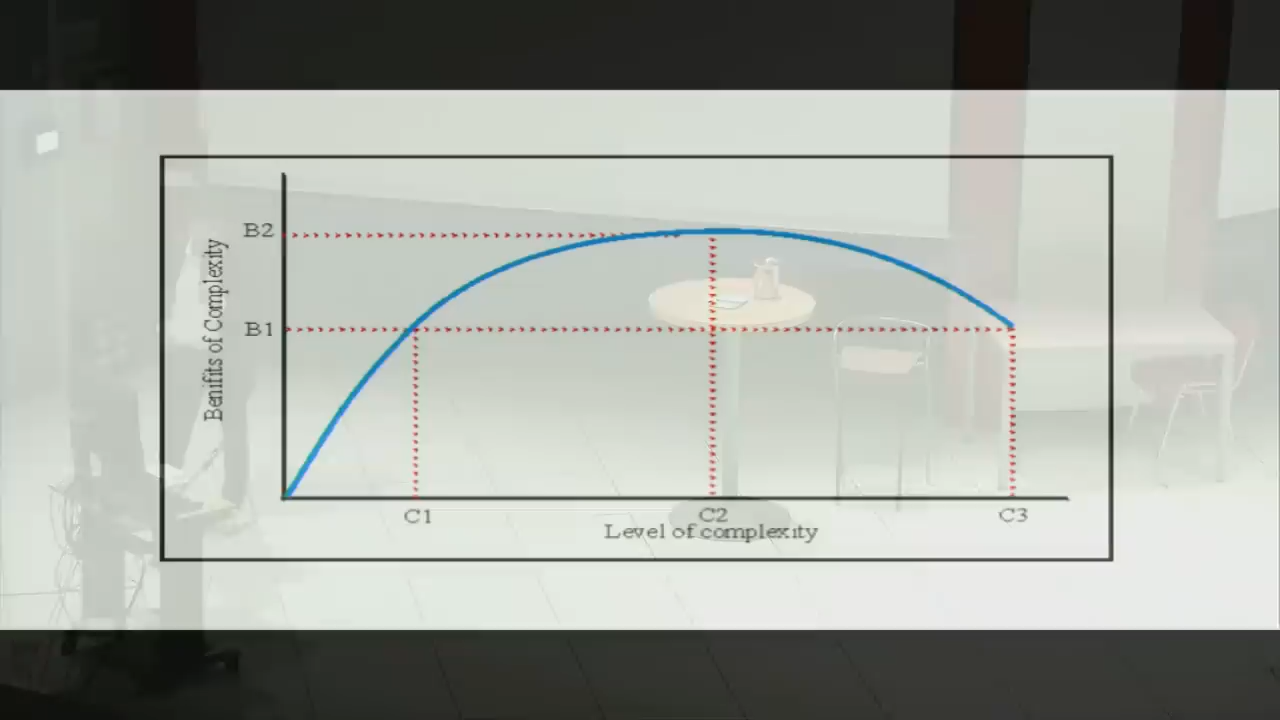 B2
B1
Benifits of Complexity
C1
C2
C3
Level of complexity